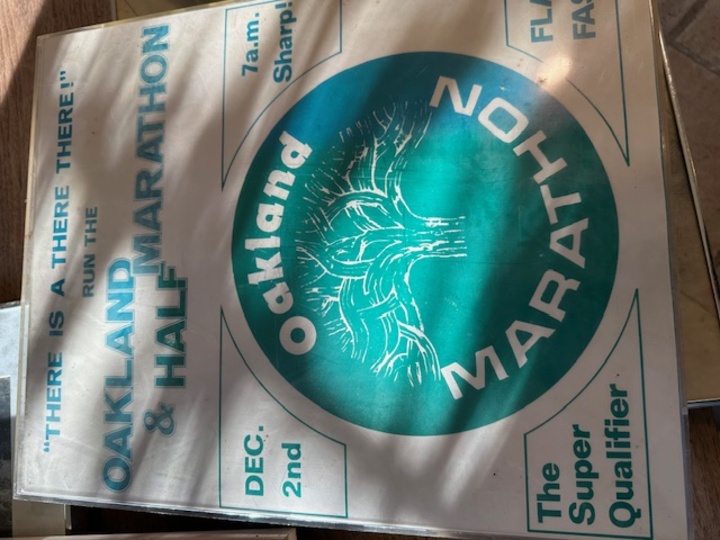 "THERE IS A THERE THERE!"
RUN THE
OAKLAND
& HALF MARATHON
DEC.
2nd
7a.m.
Sharp!
Oakland
MARATHON
The
Super
Qualifier